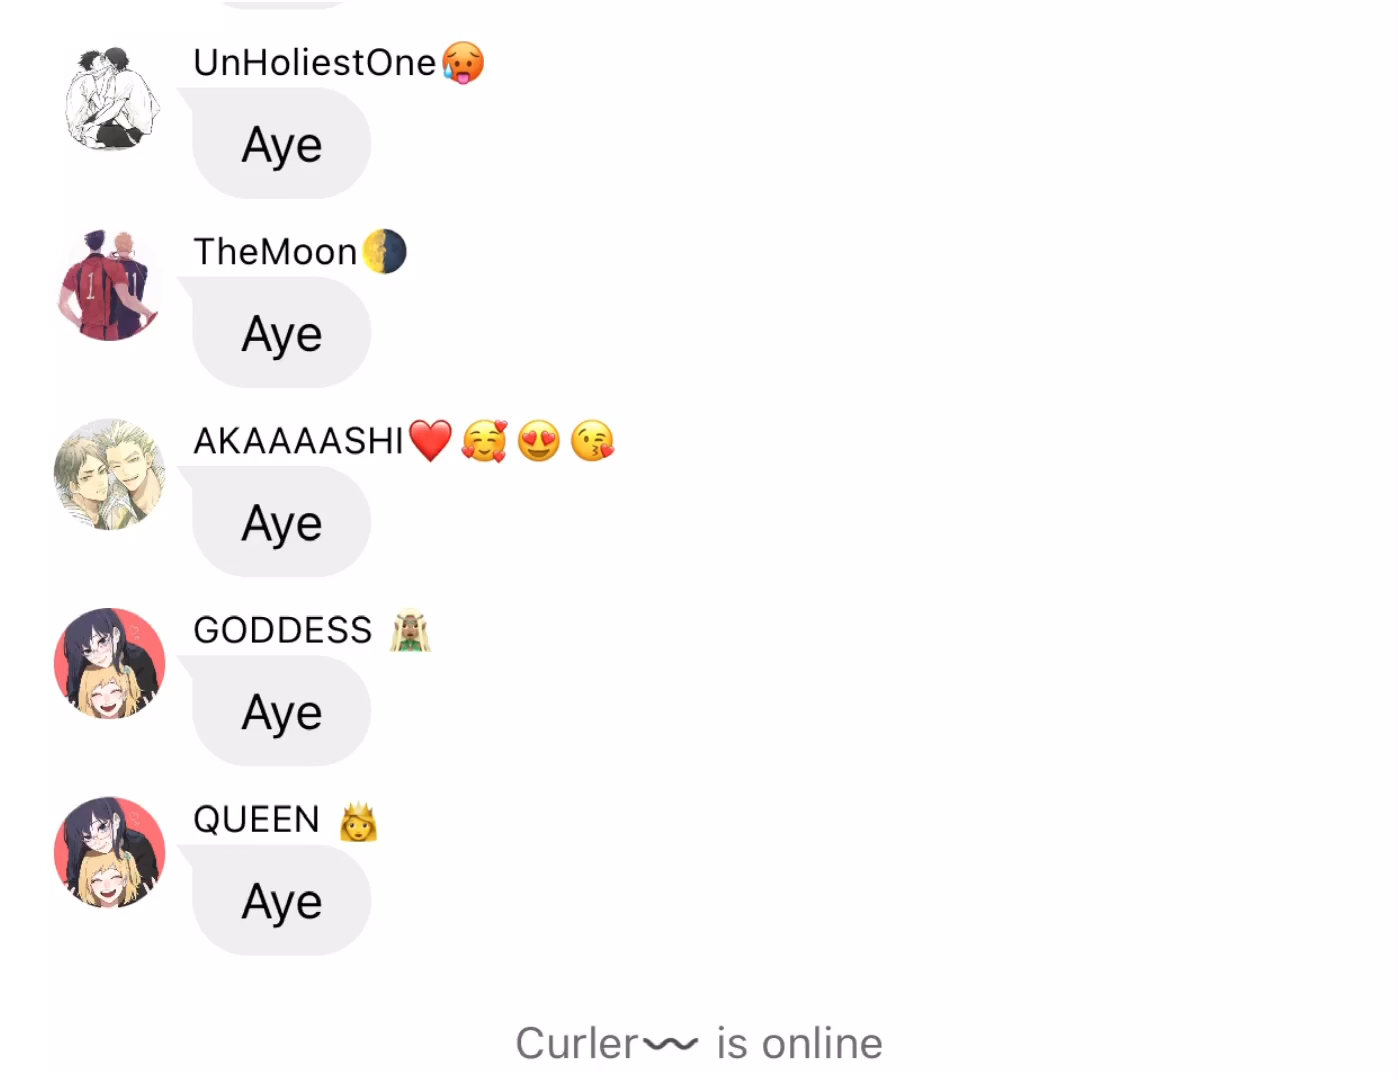 UnHoliestOne🥵
Aye
TheMoon🌗
Aye
AKAAAASHI❤️🥰😍😘
Aye
GODDESS 🧝🏽‍♀️
Aye
QUEEN 👸
Aye
Curler〰️ is online